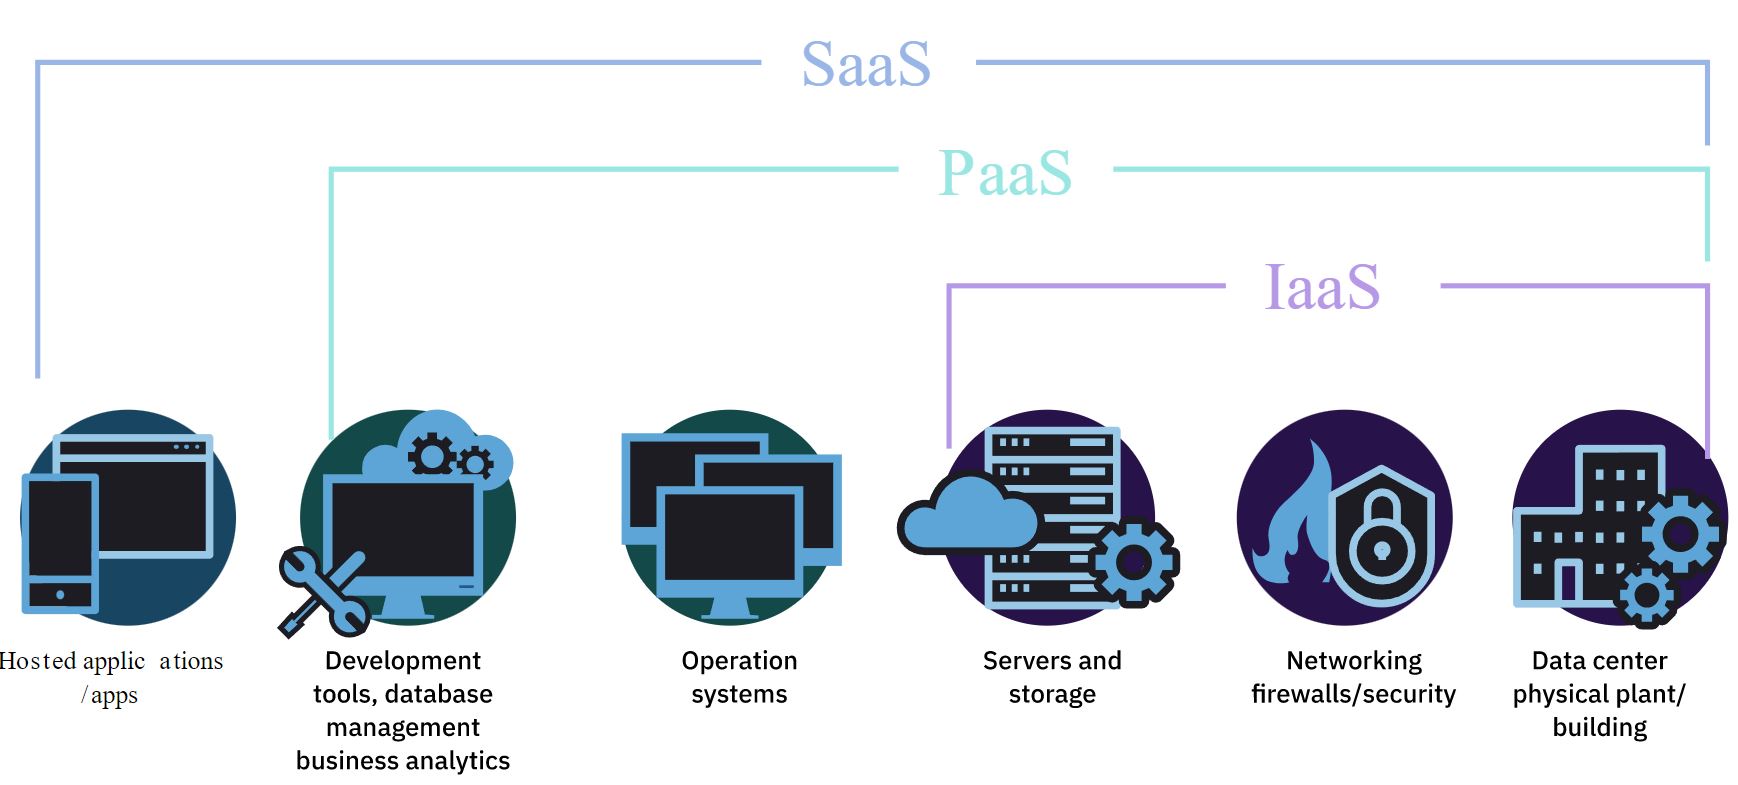 SaaS
PaaS
IaaS
Hosted applic ations
/apps
Development
tools, database
management
business analytics
Operation
systems
Servers and
storage
Networking
firewalls/security
Data center
physical plant/
building